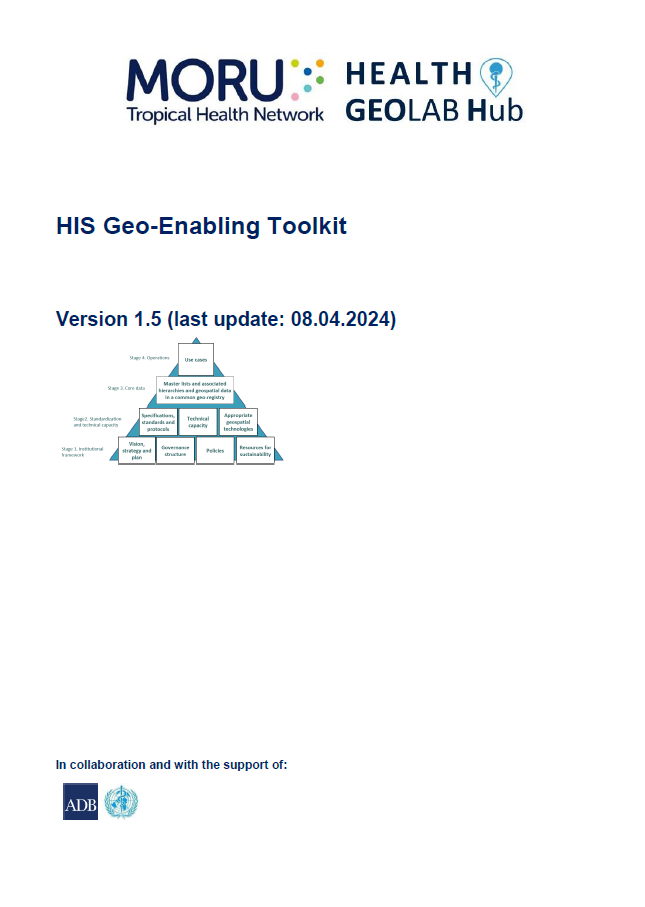 MORU
Tropical Health Network
HEALTH
GEOLAB Hub
HIS Geo-Enabling Toolkit
Version 1.5 (last update: 08.04.2024)
Stage 4. Operations
Use cases
Stage 3. Core data
Master lists and associated
hierarchies and geospatial data
in a common geo-registry
Stage2. Standardization
and technical capacity
Specifications,
standards and
protocols
Technical
capacity
Appropriate
geospatial
technologies
Stage 1. Institutional
framework
Vision,
strategy and
plan
Governance
structure
Policies
Resources for
sustainability
In collaboration and with the support of:
ADB